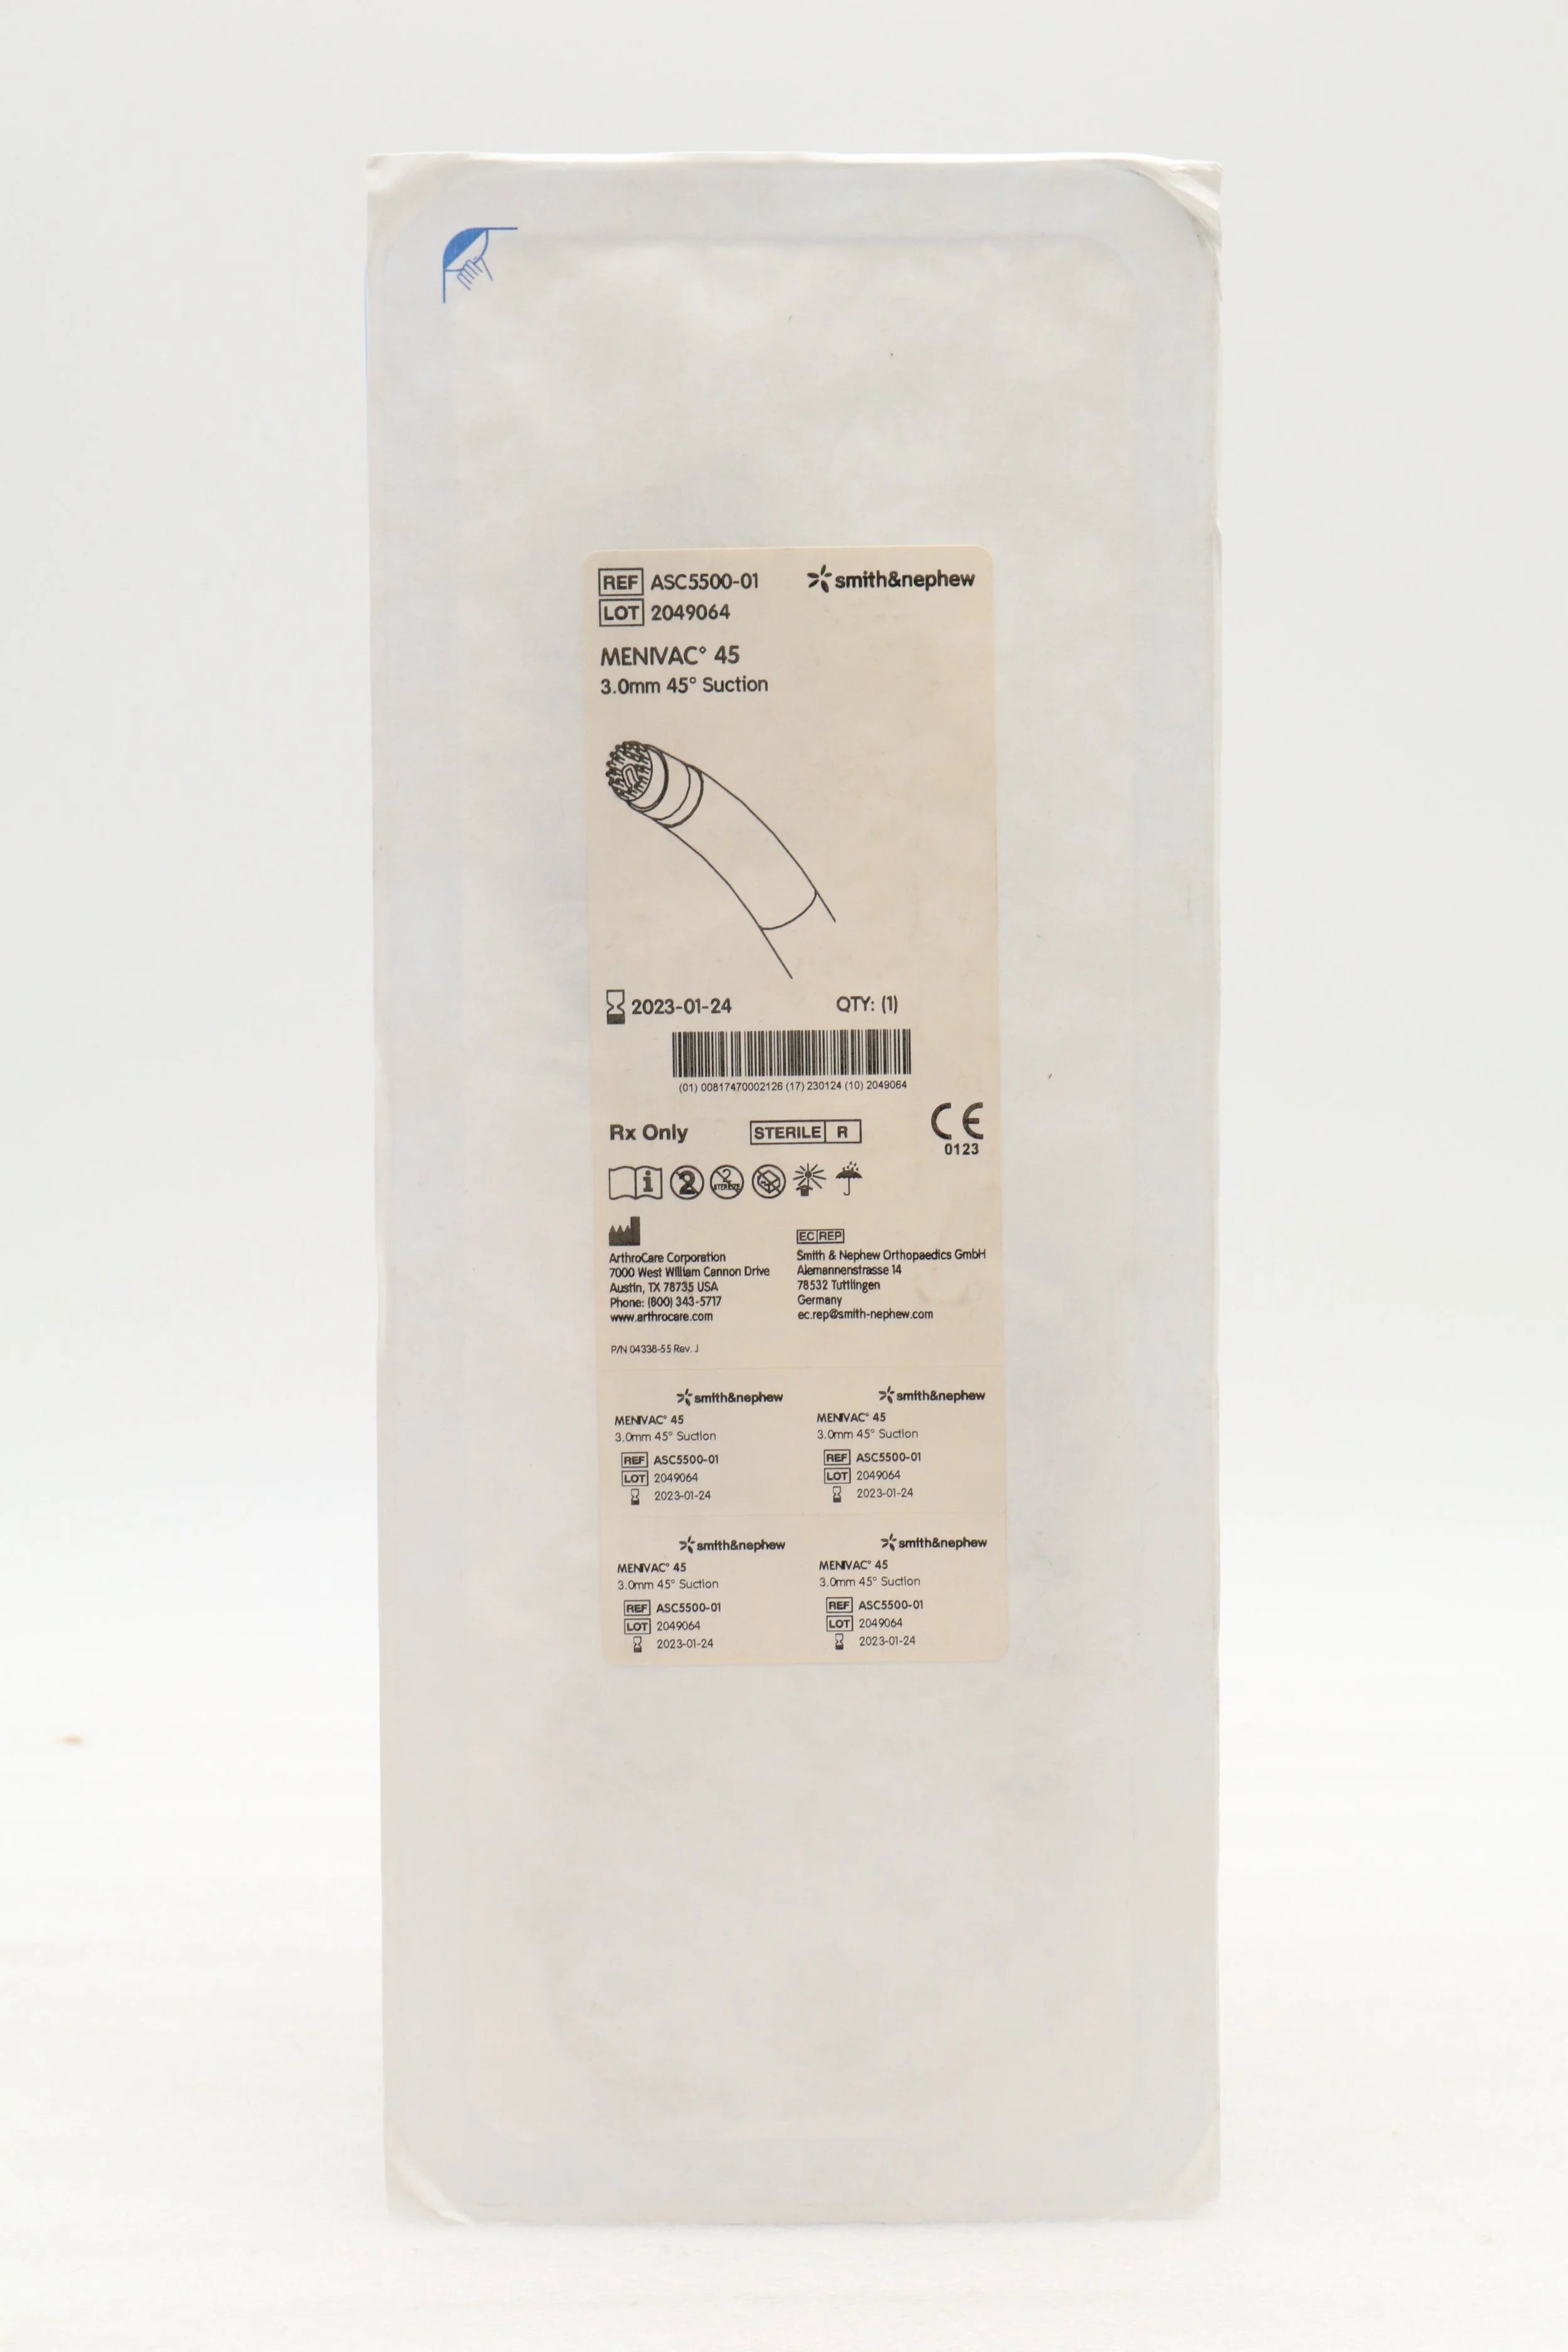 REF ASC5500-01 smith&nephew
LOT 2049064
MENIVAC° 45
3.0mm 45° Suction
2023-01-24 QTY: (1)
(01) 00817470002126 (17) 230124 (10) 2049064
Rx Only STERILE R CE
0123
i 2 2 STERILIZE
ArthroCare Corporation
7000 West William Cannon Drive
Austin, TX 78735 USA
Phone: (800) 343-5717
www.arthrocare.com
EC REP
Smith & Nephew Orthopaedics GmbH
Alemannenstrasse 14
78532 Tuttlingen
Germany
ec.rep@smith-nephew.com
P/N 04338-55 Rev. J
smith&nephew
MENIVAC° 45
3.0mm 45° Suction
REF ASC5500-01
LOT 2049064
2023-01-24
smith&nephew
MENIVAC° 45
3.0mm 45° Suction
REF ASC5500-01
LOT 2049064
2023-01-24
smith&nephew
MENIVAC° 45
3.0mm 45° Suction
REF ASC5500-01
LOT 2049064
2023-01-24
smith&nephew
MENIVAC° 45
3.0mm 45° Suction
REF ASC5500-01
LOT 2049064
2023-01-24